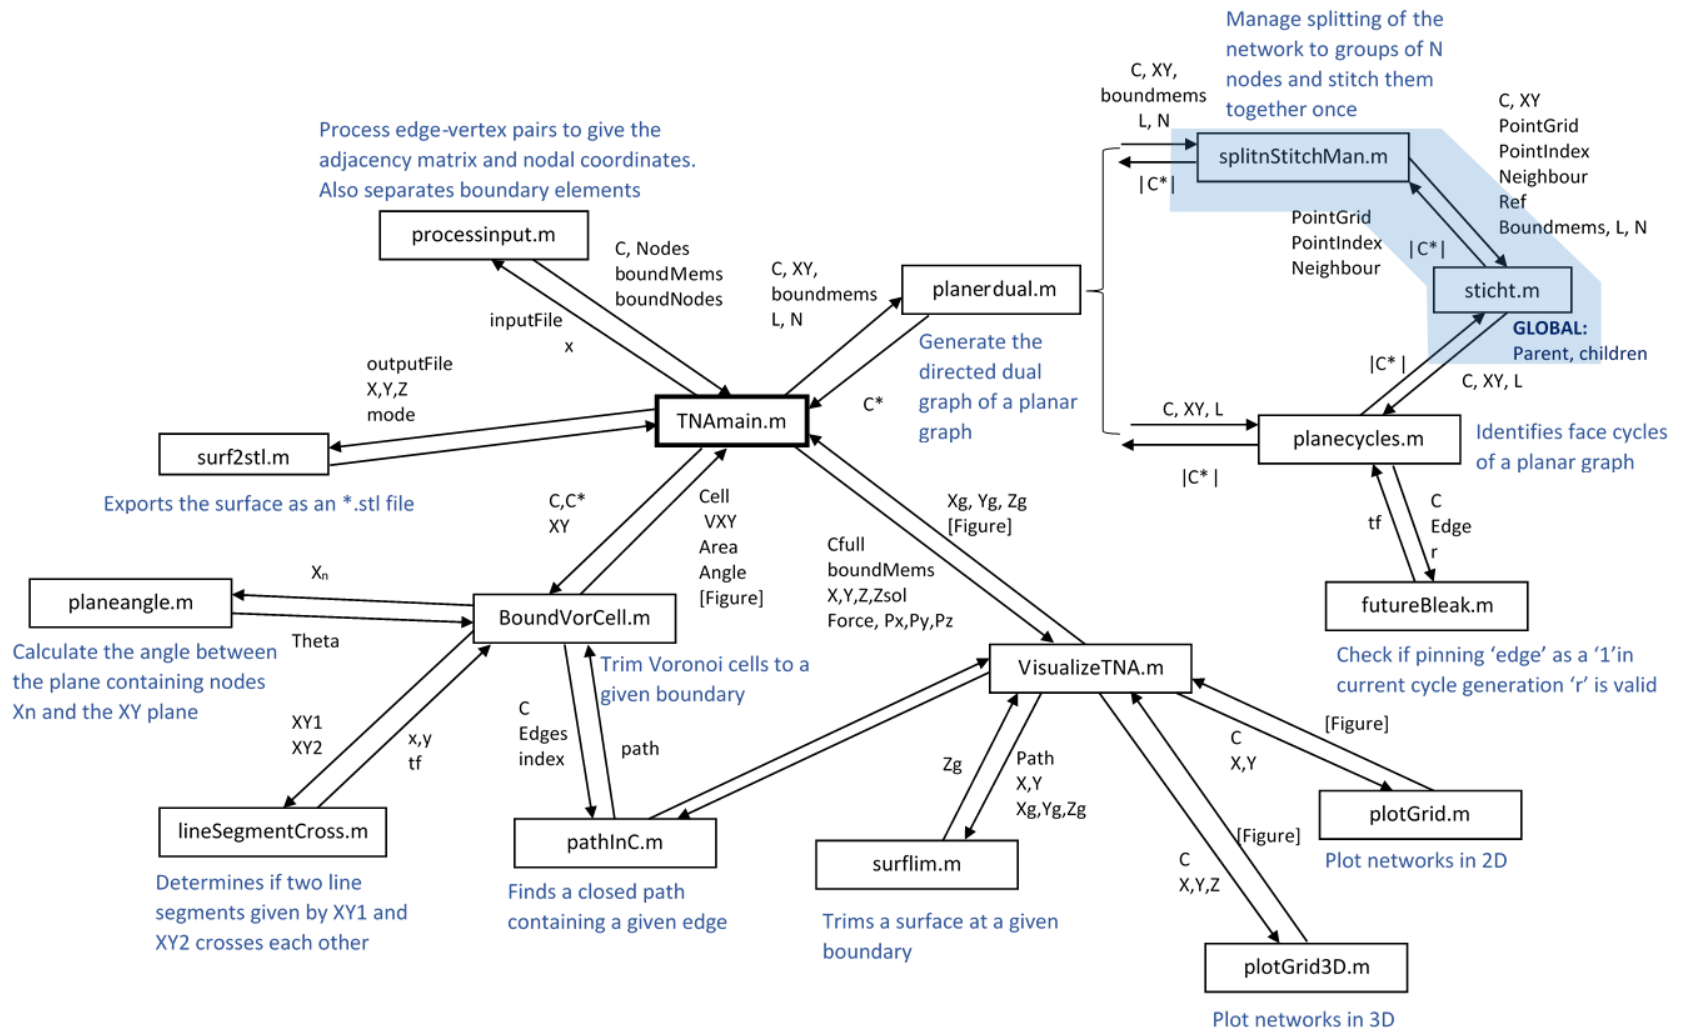 Manage splitting of the
network to groups of N
nodes and stitch them
together once
C, XY,
boundmems
L, N
splitnStitchMan.m
|C*|
C, XY
PointGrid
PointIndex
Neighbour
Ref
Boundmems, L, N
PointGrid
PointIndex
Neighbour
|C*|
sticht.m
GLOBAL:
Parent, children
Process edge-vertex pairs to give the
adjacency matrix and nodal coordinates.
Also separates boundary elements
processinput.m
C, Nodes
boundMems
boundNodes
inputFile
x
C, XY,
boundmems
L, N
planerdual.m
Generate the
directed dual
graph of a planar
graph
C*
|C* |
C, XY, L
C, XY, L
|C* |
planecycles.m
Identifies face cycles
of a planar graph
tf
C
Edge
r
futureBleak.m
Check if pinning ‘edge’ as a ‘1’in
current cycle generation ‘r’ is valid
outputFile
X,Y,Z
mode
TNAmain.m
surf2stl.m
Exports the surface as an *.stl file
C,C*
XY
Cell
VXY
Area
Angle
[Figure]
Xg, Yg, Zg
[Figure]
Cfull
boundMems
X,Y,Z,Zsol
Force, Px,Py,Pz
Xn
planeangle.m
Theta
Calculate the angle between
the plane containing nodes
Xn and the XY plane
BoundVorCell.m
Trim Voronoi cells to a
given boundary
XY1
XY2
x,y
tf
C
Edges
index
path
lineSegmentCross.m
Determines if two line
segments given by XY1 and
XY2 crosses each other
pathInC.m
Finds a closed path
containing a given edge
VisualizeTNA.m
Zg
Path
X,Y
Xg,Yg,Zg
surflim.m
Trims a surface at a given
boundary
C
X,Y
[Figure]
plotGrid.m
Plot networks in 2D
C
X,Y,Z
[Figure]
plotGrid3D.m
Plot networks in 3D